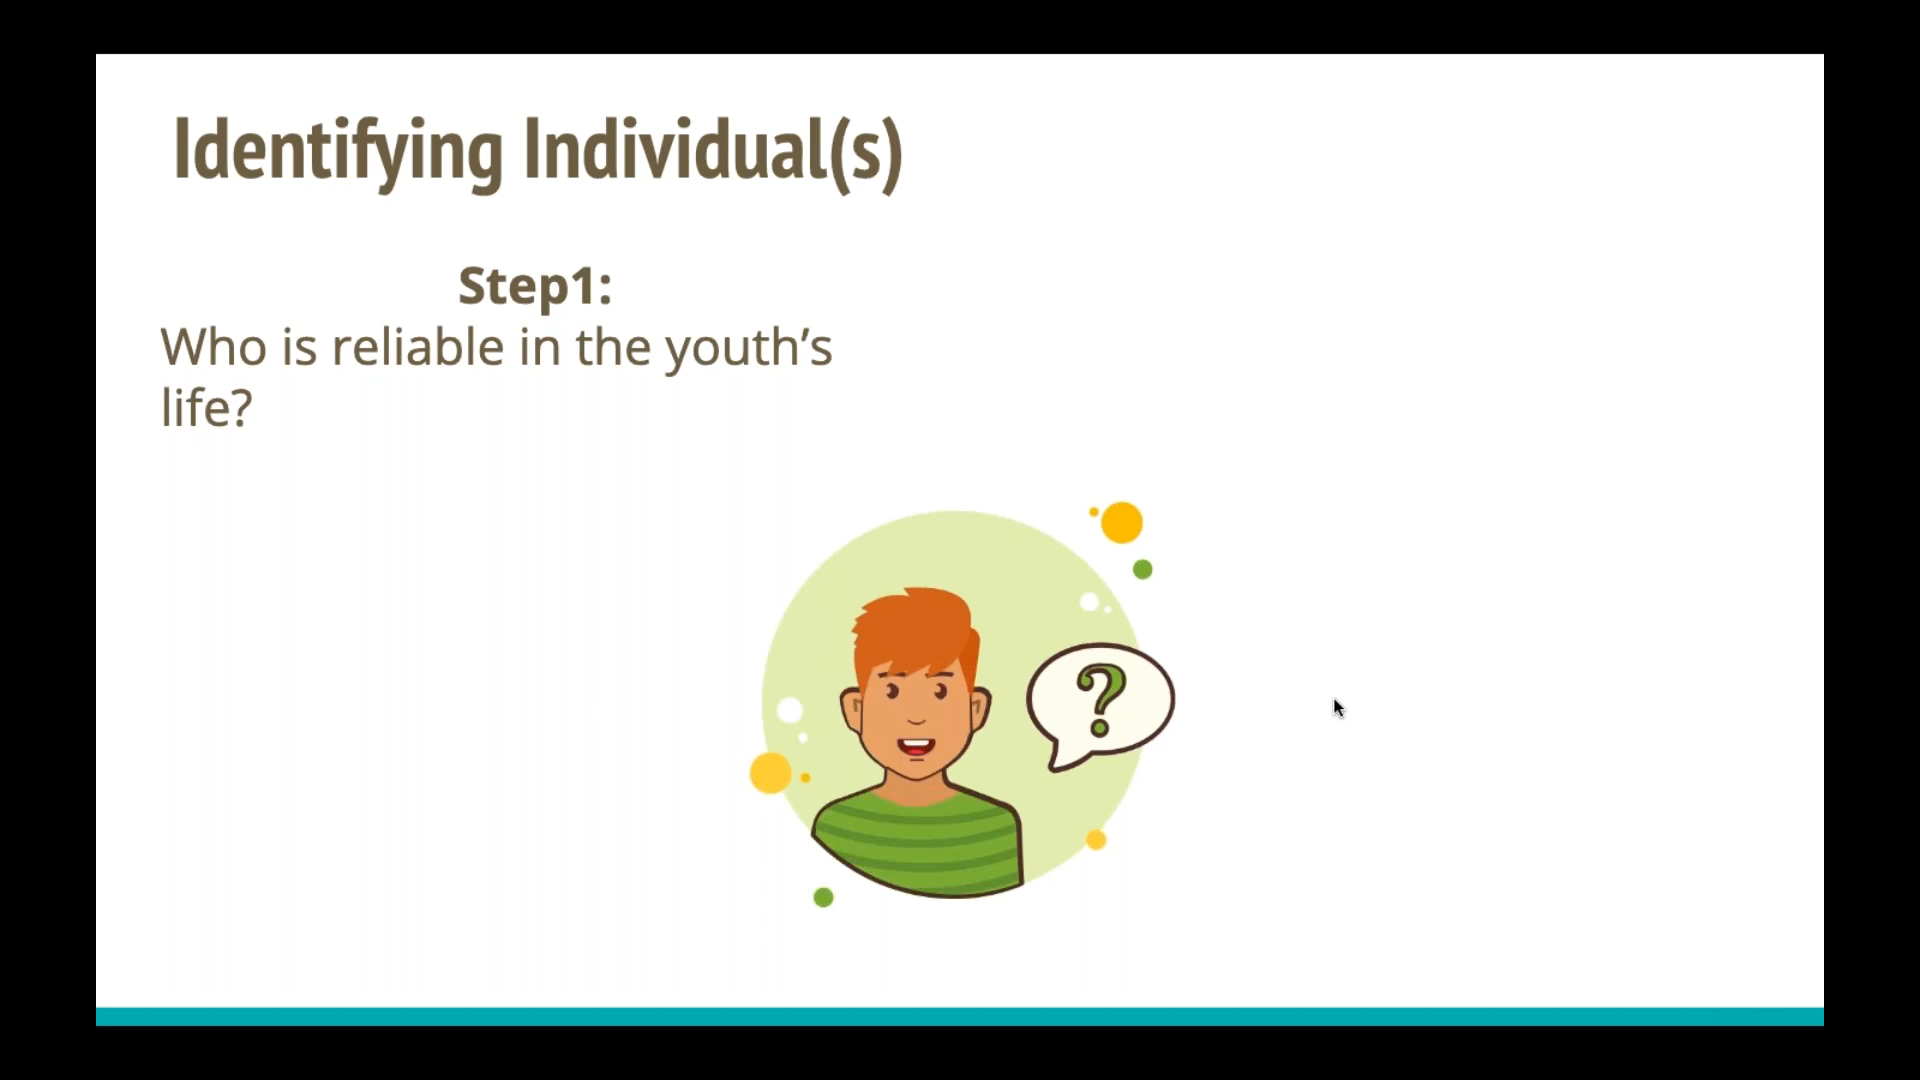 Identifying Individual(s)
Step1:
Who is reliable in the youth’s
life?
?